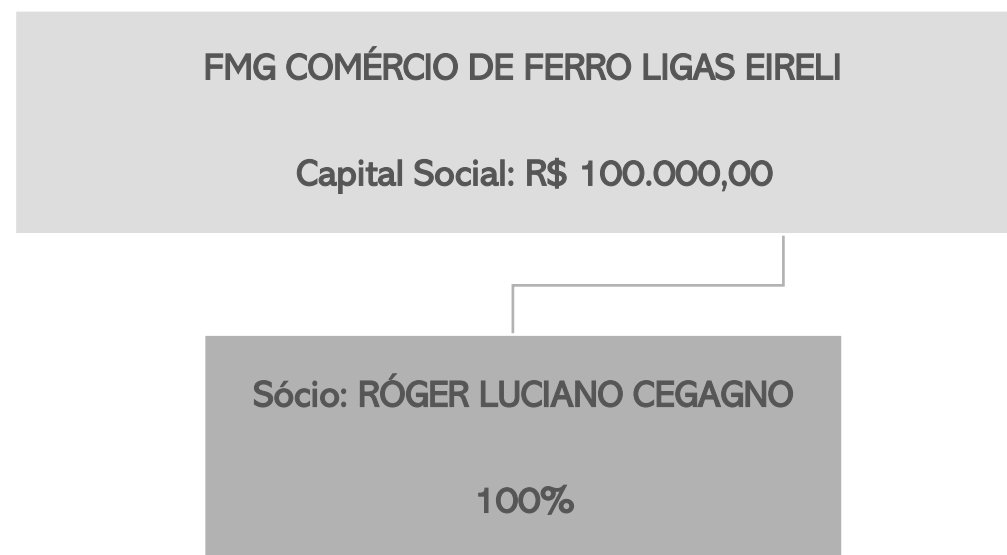 FMG COMÉRCIO DE FERRO LIGAS EIRELI
Capital Social: R$ 100.000,00
Sócio: RÓGER LUCIANO CEGAGNO
100%